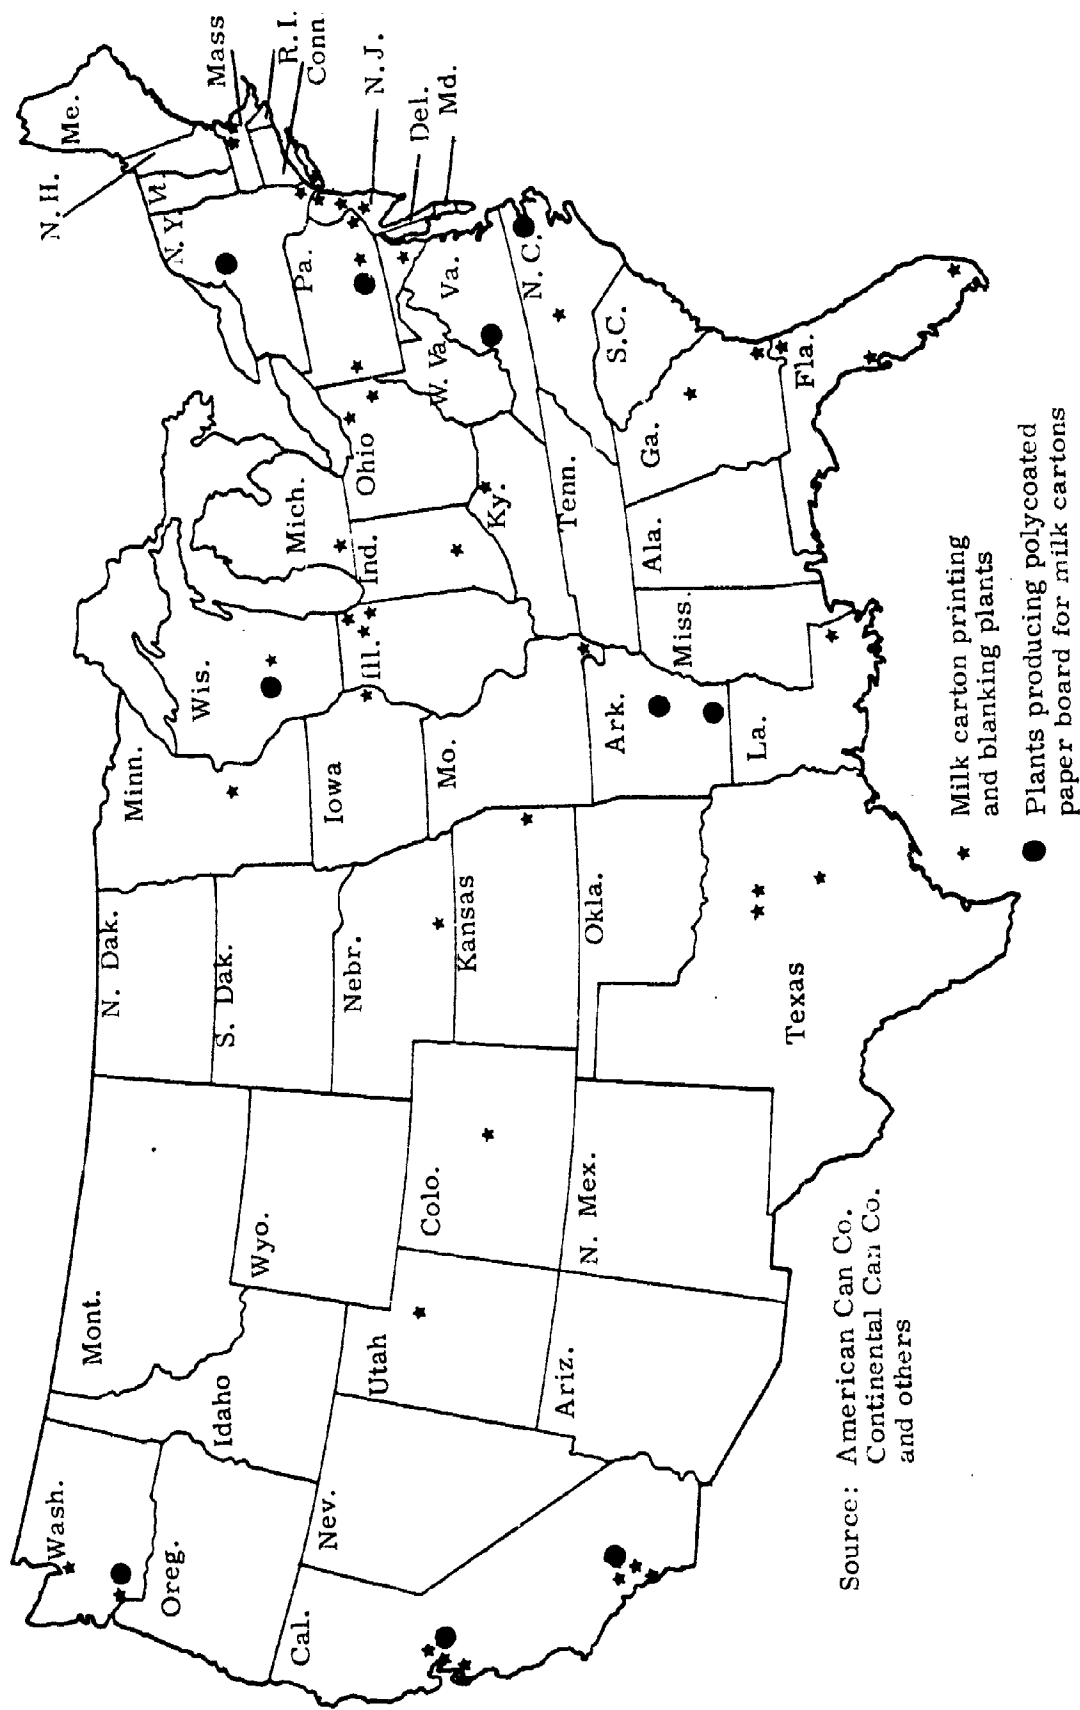 Wash.
Oreg.
Cal.
Nev.
Idaho
Mont.
Wyo.
Utah
Ariz.
Colo.
N. Mex.
N. Dak.
S. Dak.
Nebr.
Kansas
Okla.
Texas
Minn.
Iowa
Mo.
Ark.
La.
Wis.
Ill.
Miss.
Mich.
Ind.
Ohio
Ky.
Tenn.
Ala.
Ga.
Fla.
S.C.
N.C.
Va.
W. Va.
Pa.
N.Y.
Vt.
N.H.
Me.
Mass
R.I.
Conn
N.J.
Del.
Md.
Source: American Can Co.
Continental Can Co.
and others
★ Milk carton printing
and blanking plants
● Plants producing polycoated
paper board for milk cartons